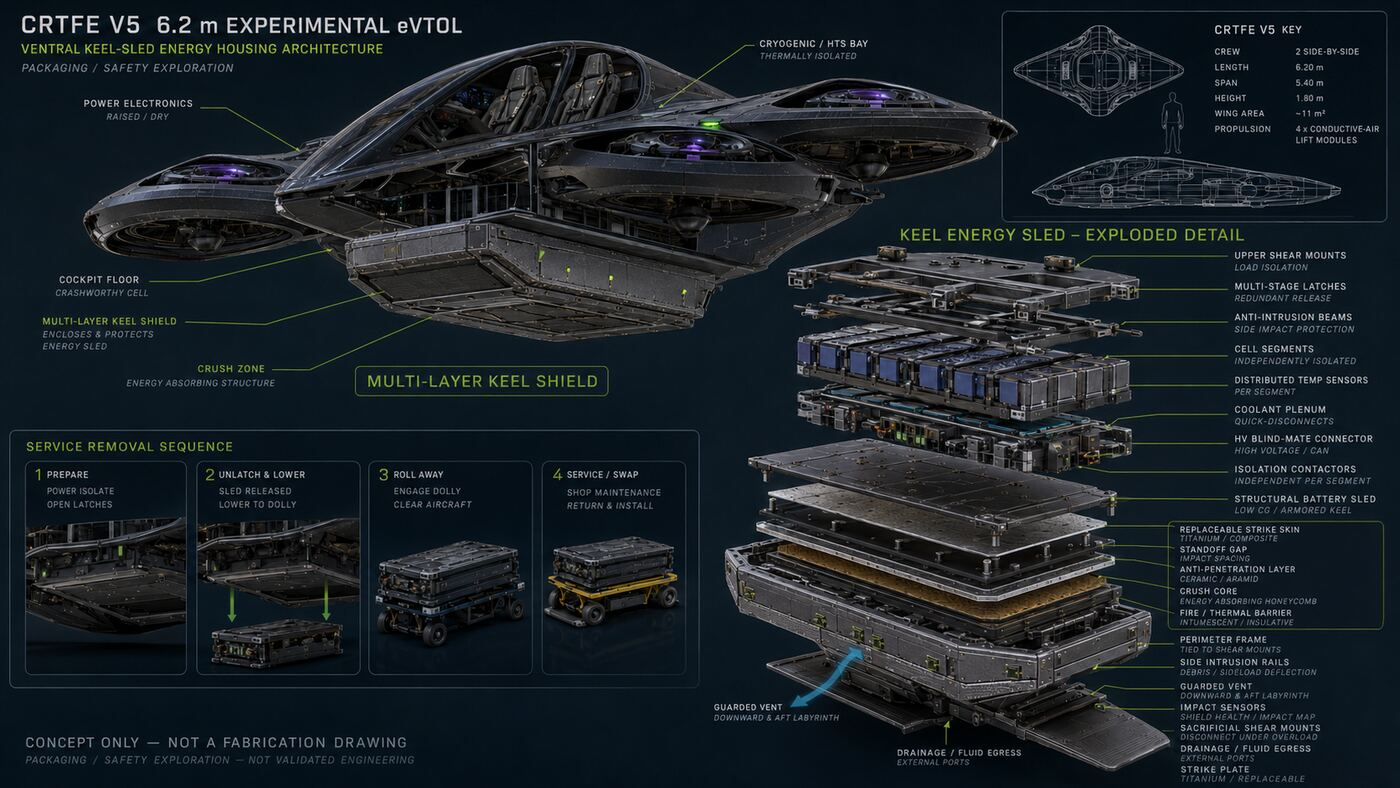 CRTFE V5 6.2 m EXPERIMENTAL eVTOL
VENTRAL KEEL-SLED ENERGY HOUSING ARCHITECTURE
PACKAGING / SAFETY EXPLORATION
POWER ELECTRONICS
RAISED / DRY
CRYOGENIC / HTS BAY
THERMALLY ISOLATED
COCKPIT FLOOR
CRASHWORTHY CELL
MULTI-LAYER KEEL SHIELD
ENCLOSES & PROTECTS
ENERGY SLED
CRUSH ZONE
ENERGY ABSORBING STRUCTURE
MULTI-LAYER KEEL SHIELD
CRTFE V5 KEY
CREW 2 SIDE-BY-SIDE
LENGTH 6.20 m
SPAN 5.40 m
HEIGHT 1.80 m
WING AREA ~11 m²
PROPULSION 4 x CONDUCTIVE-AIR
LIFT MODULES
KEEL ENERGY SLED – EXPLODED DETAIL
UPPER SHEAR MOUNTS
LOAD ISOLATION
MULTI-STAGE LATCHES
REDUNDANT RELEASE
ANTI-INTRUSION BEAMS
SIDE IMPACT PROTECTION
CELL SEGMENTS
INDEPENDENTLY ISOLATED
DISTRIBUTED TEMP SENSORS
PER SEGMENT
COOLANT PLENUM
QUICK-DISCONNECTS
HV BLIND-MATE CONNECTOR
HIGH VOLTAGE / CAN
ISOLATION CONTACTORS
INDEPENDENT PER SEGMENT
STRUCTURAL BATTERY SLED
LOW CG / ARMORED KEEL
REPLACEABLE STRIKE SKIN
TITANIUM / COMPOSITE
STANDOFF GAP
IMPACT SPACING
ANTI-PENETRATION LAYER
CERAMIC / ARAMID
CRUSH CORE
ENERGY ABSORBING HONEYCOMB
FIRE / THERMAL BARRIER
INTUMESCENT / INSULATIVE
PERIMETER FRAME
TIED TO SHEAR MOUNTS
SIDE INTRUSION RAILS
DEBRIS / SIDELOAD DEFLECTION
GUARDED VENT
DOWNWARD & AFT LABYRINTH
IMPACT SENSORS
SHIELD HEALTH / IMPACT MAP
SACRIFICIAL SHEAR MOUNTS
DISCONNECT UNDER OVERLOAD
DRAINAGE / FLUID EGRESS
EXTERNAL PORTS
STRIKE PLATE
TITANIUM / REPLACEABLE
GUARDED VENT
DOWNWARD & AFT LABYRINTH
DRAINAGE / FLUID EGRESS
EXTERNAL PORTS
SERVICE REMOVAL SEQUENCE
1 PREPARE
POWER ISOLATE
OPEN LATCHES
2 UNLATCH & LOWER
SLED RELEASED
LOWER TO DOLLY
3 ROLL AWAY
ENGAGE DOLLY
CLEAR AIRCRAFT
4 SERVICE / SWAP
SHOP MAINTENANCE
RETURN & INSTALL
CONCEPT ONLY — NOT A FABRICATION DRAWING
PACKAGING / SAFETY EXPLORATION — NOT VALIDATED ENGINEERING